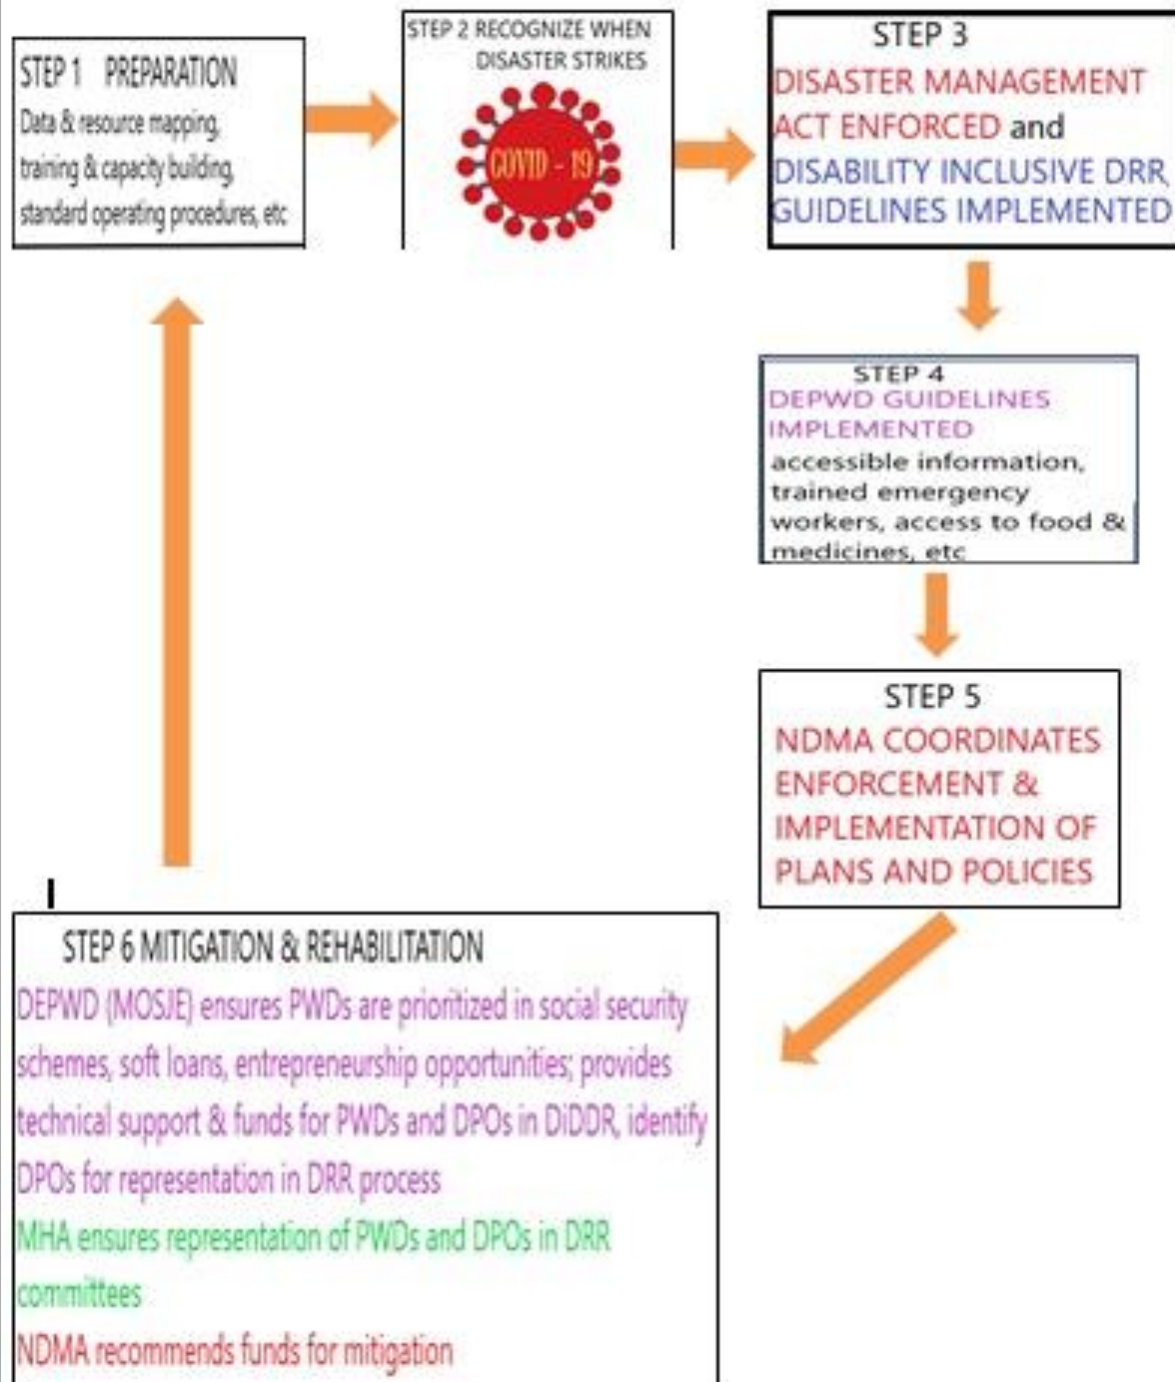 STEP 1 PREPARATION
Data & resource mapping,
training & capacity building,
standard operating procedures, etc
STEP 2 RECOGNIZE WHEN
DISASTER STRIKES
COVID - 19
STEP 3
DISASTER MANAGEMENT
ACT ENFORCED and
DISABILITY INCLUSIVE DRR
GUIDELINES IMPLEMENTED
STEP 4
DEPWD GUIDELINES
IMPLEMENTED
accessible information,
trained emergency
workers, access to food &
medicines, etc
STEP 5
NDMA COORDINATES
ENFORCEMENT &
IMPLEMENTATION OF
PLANS AND POLICIES
STEP 6 MITIGATION & REHABILITATION
DEPWD (MOSJE) ensures PWDs are prioritized in social security
schemes, soft loans, entrepreneurship opportunities; provides
technical support & funds for PWDs and DPOs in DiDDR, identify
DPOs for representation in DRR process
MHA ensures representation of PWDs and DPOs in DRR
committees
NDMA recommends funds for mitigation